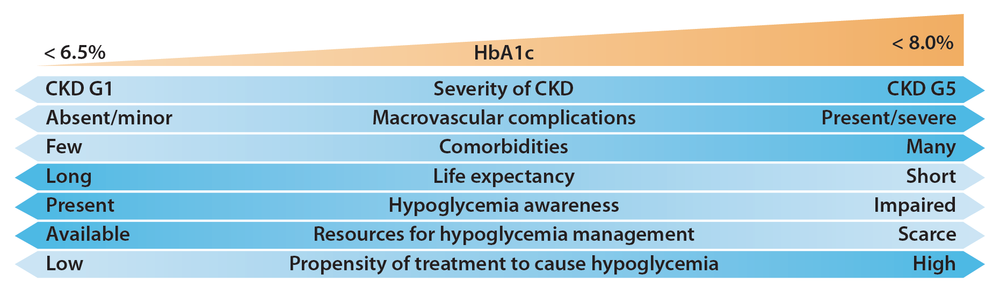 < 6.5% HbA1c < 8.0%
CKD G1 Severity of CKD CKD G5
Absent/minor Macrovascular complications Present/severe
Few Comorbidities Many
Long Life expectancy Short
Present Hypoglycemia awareness Impaired
Available Resources for hypoglycemia management Scarce
Low Propensity of treatment to cause hypoglycemia High